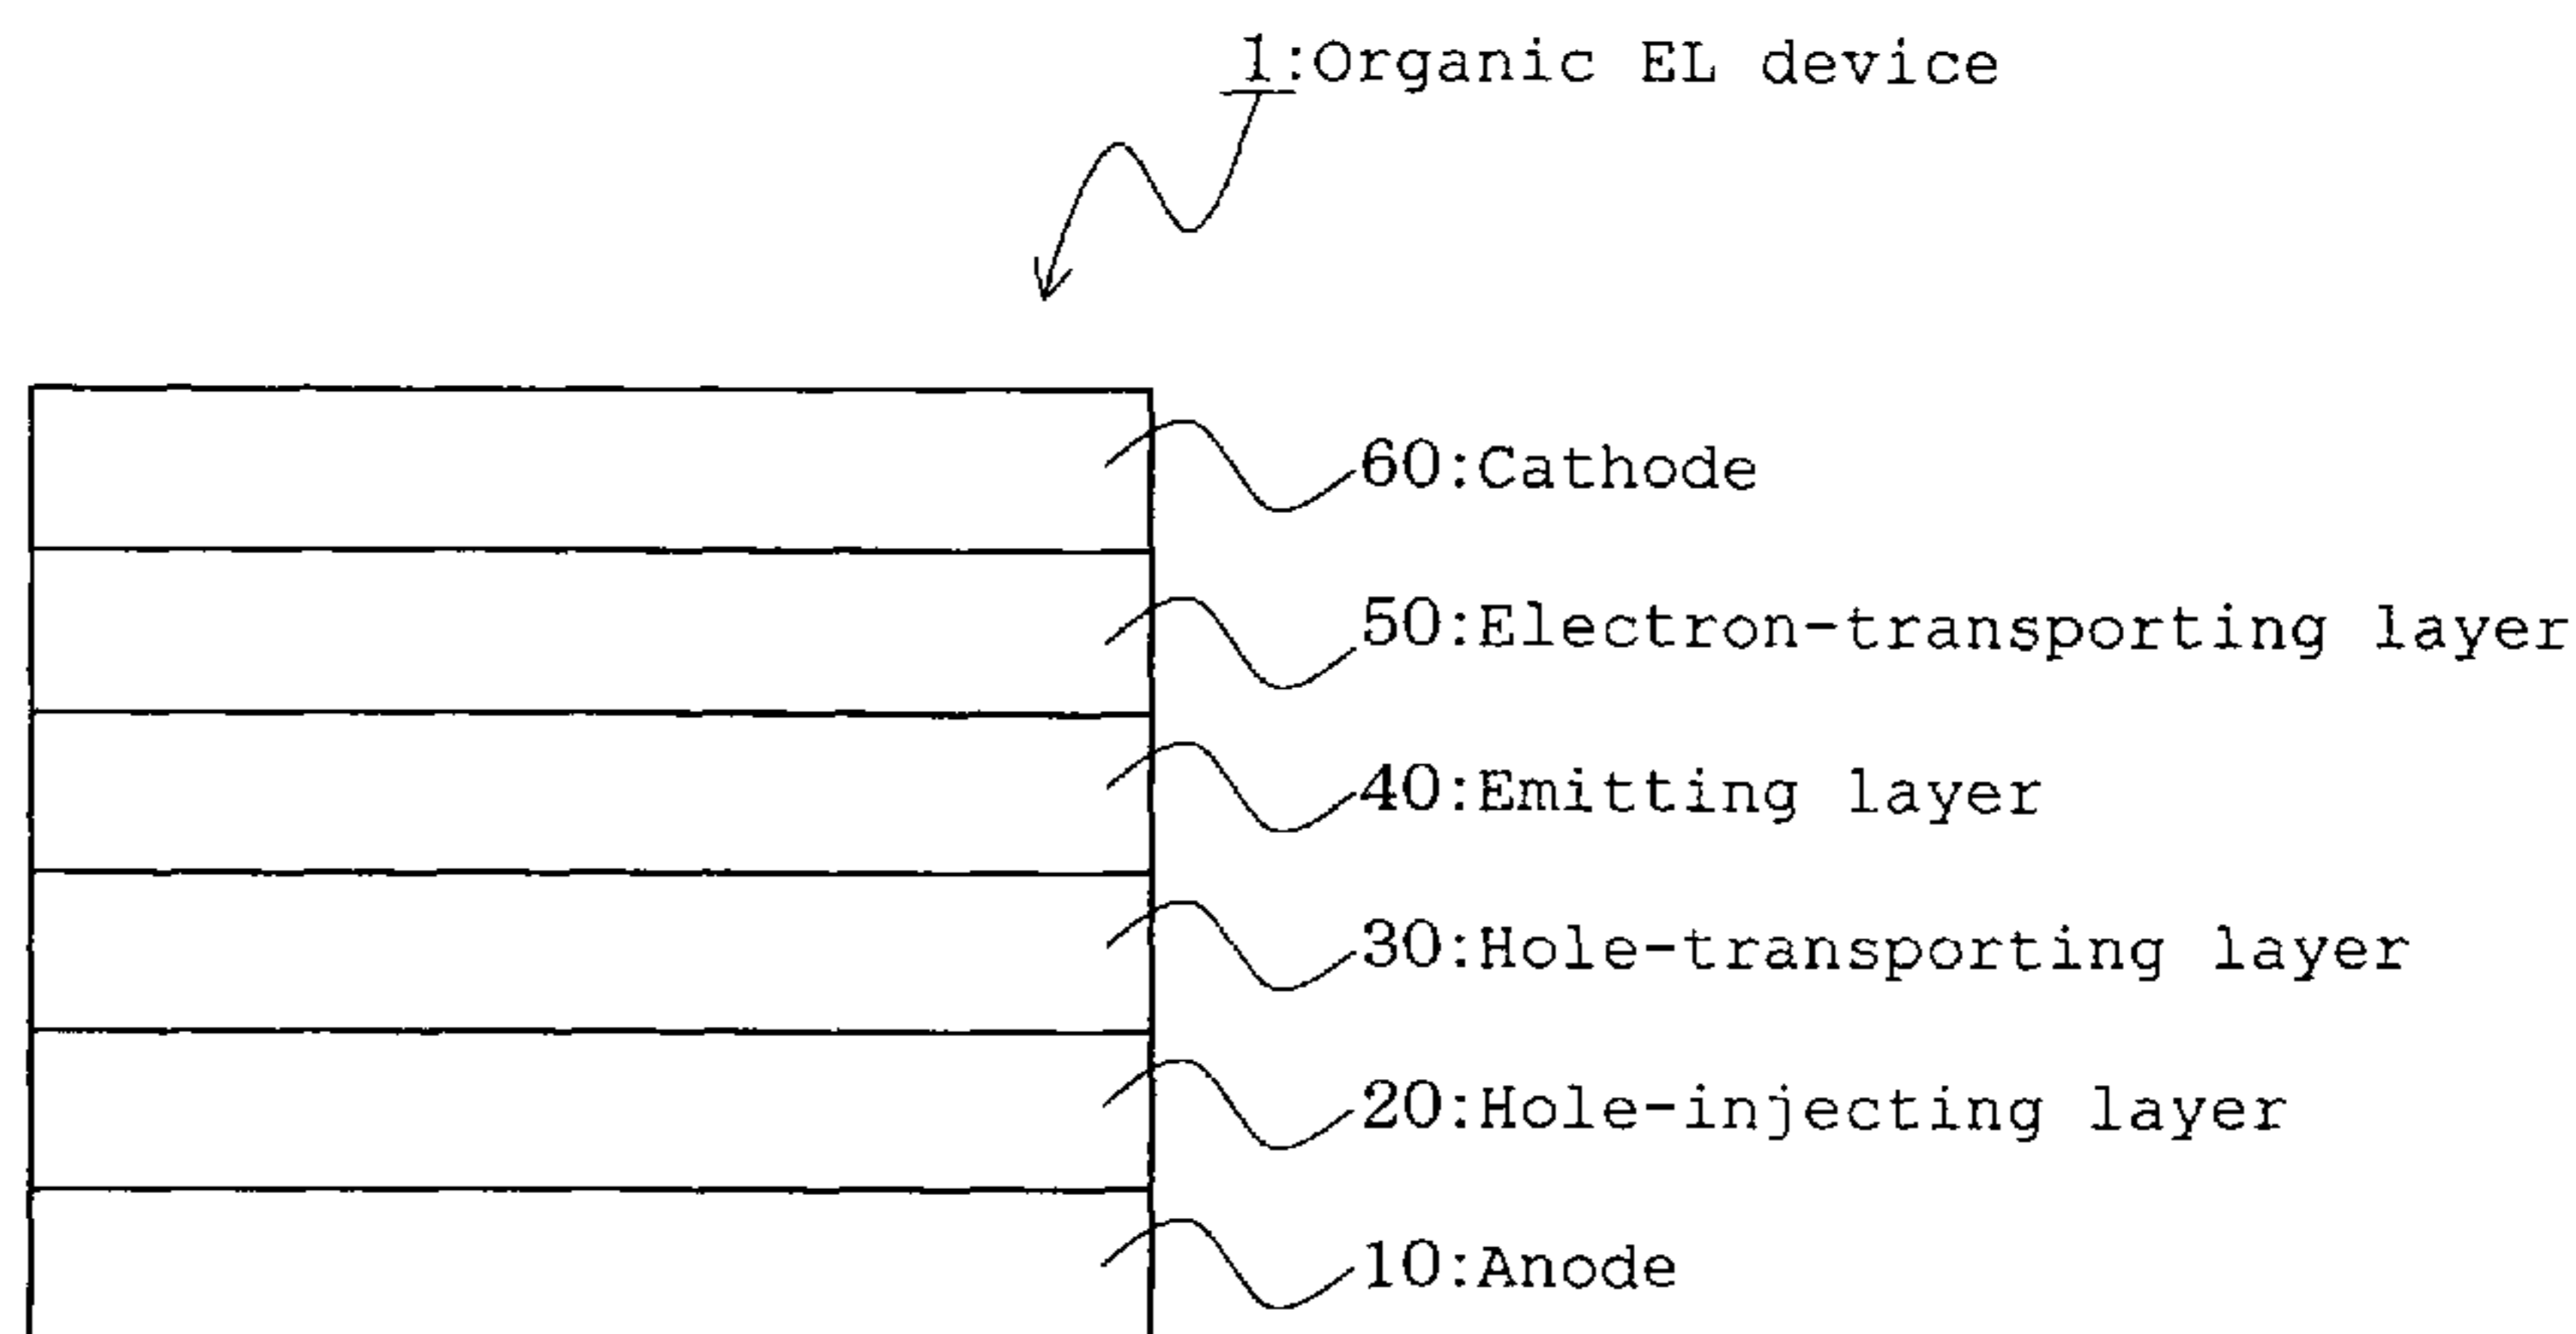 1:Organic EL device
60:Cathode
50:Electron-transporting layer
40:Emitting layer
30:Hole-transporting layer
20:Hole-injecting layer
10:Anode